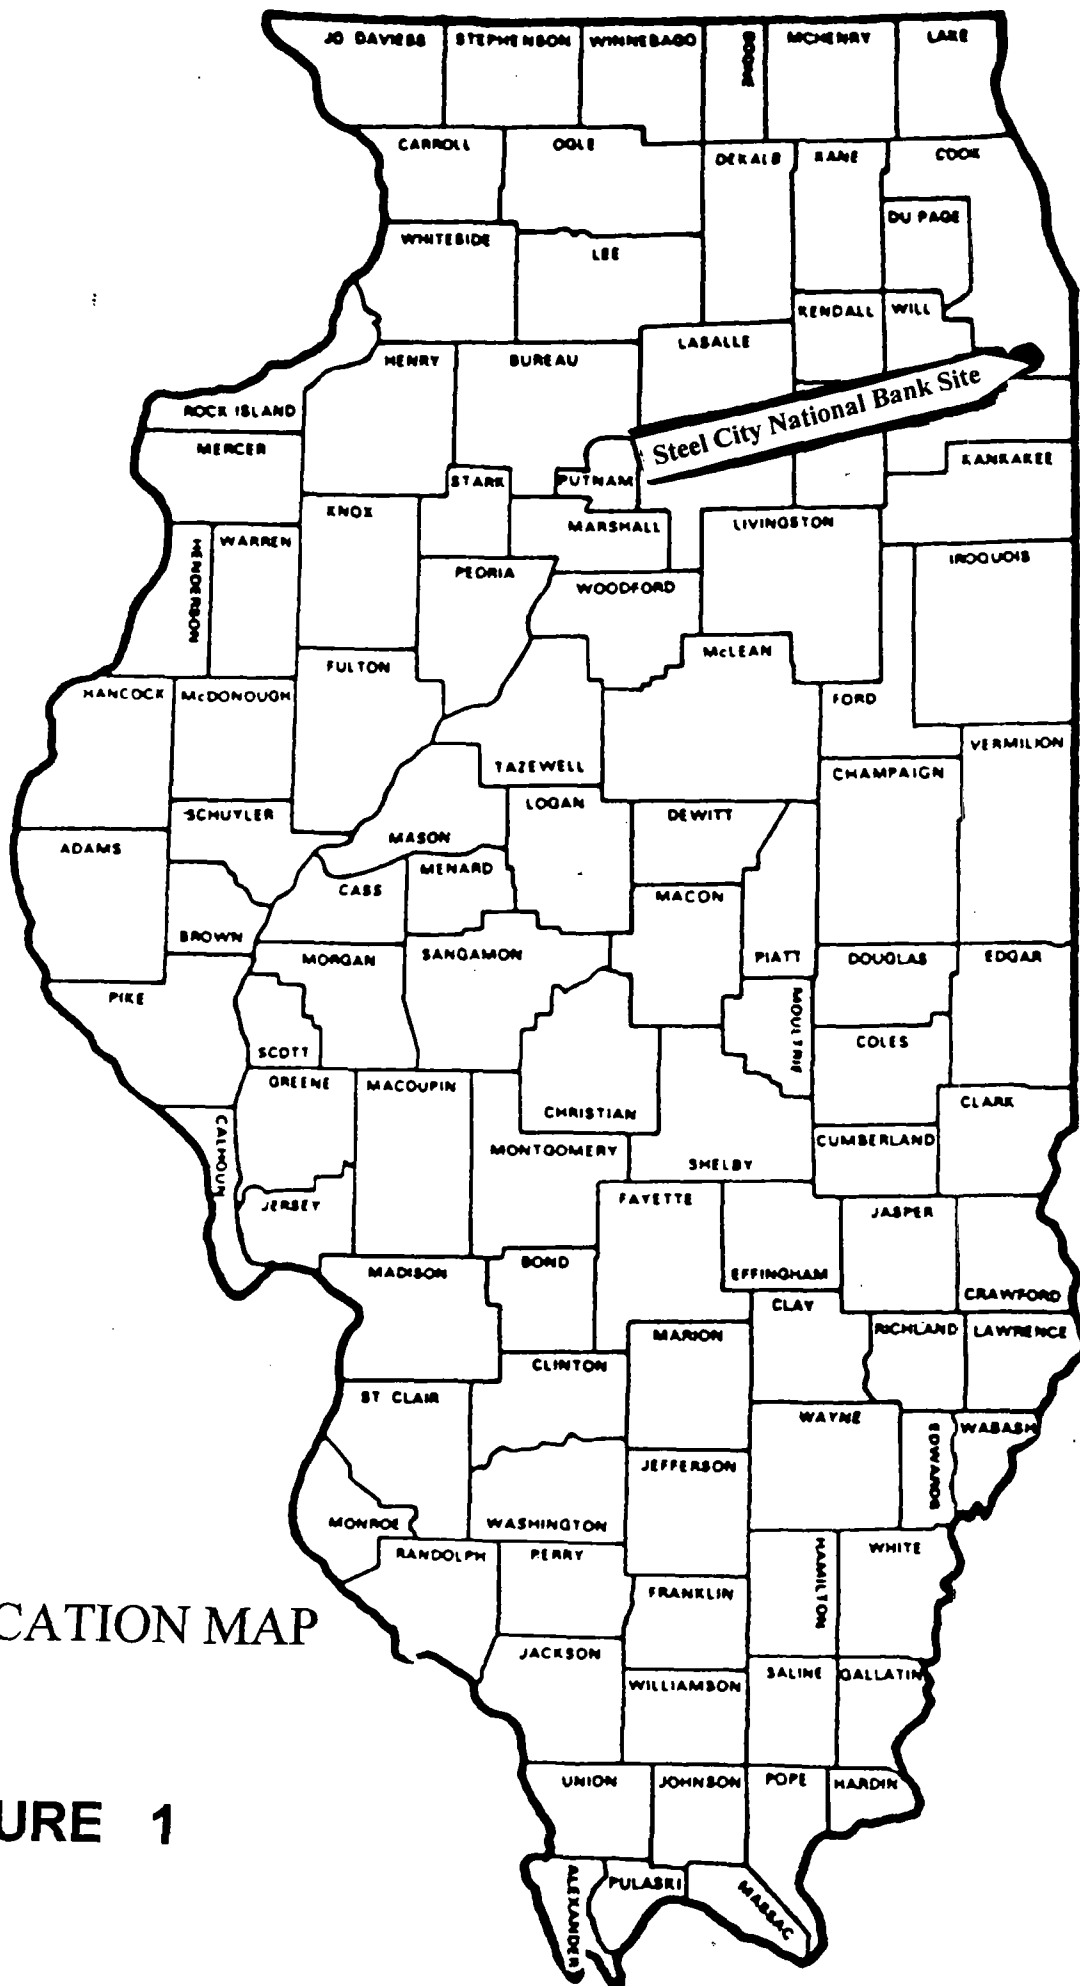 JO DAVIESS
STEPHENSON
WINNEBAGO
BOONE
MCHENRY
LAKE
CARROLL
OGLE
DEKALB
KANE
COOK
DU PAGE
WHITESIDE
LEE
KENDALL
WILL
LASALLE
HENRY
BUREAU
Steel City National Bank Site
ROCK ISLAND
MERCER
KANKAKEE
STARK
PUTNAM
KNOX
MARSHALL
LIVINGSTON
HENDERSON
WARREN
PEORIA
WOODFORD
IROQUOIS
FULTON
McLEAN
HANCOCK
McDONOUGH
FORD
VERMILION
TAZEWELL
CHAMPAIGN
SCHUYLER
LOGAN
DEWITT
MASON
ADAMS
MENARD
CASS
MACON
BROWN
MORGAN
SANGAMON
PIATT
DOUGLAS
EDGAR
PIKE
MOULTRIE
SCOTT
COLES
GREENE
MACOUPIN
CHRISTIAN
CLARK
CALHOUN
MONTGOMERY
CUMBERLAND
SHELBY
JERSEY
FAYETTE
JASPER
MADISON
BOND
EFFINGHAM
CRAWFORD
CLAY
MARION
RICHLAND
LAWRENCE
CLINTON
ST CLAIR
WAYNE
EDWARDS
WABASH
JEFFERSON
MONROE
WASHINGTON
RANDOLPH
PERRY
HAMILTON
WHITE
FRANKLIN
CATION MAP
JACKSON
WILLIAMSON
SALINE
GALLATIN
UNION
JOHNSON
POPE
HARDIN
URE 1
ALEXANDER
PULASKI
MASSAC